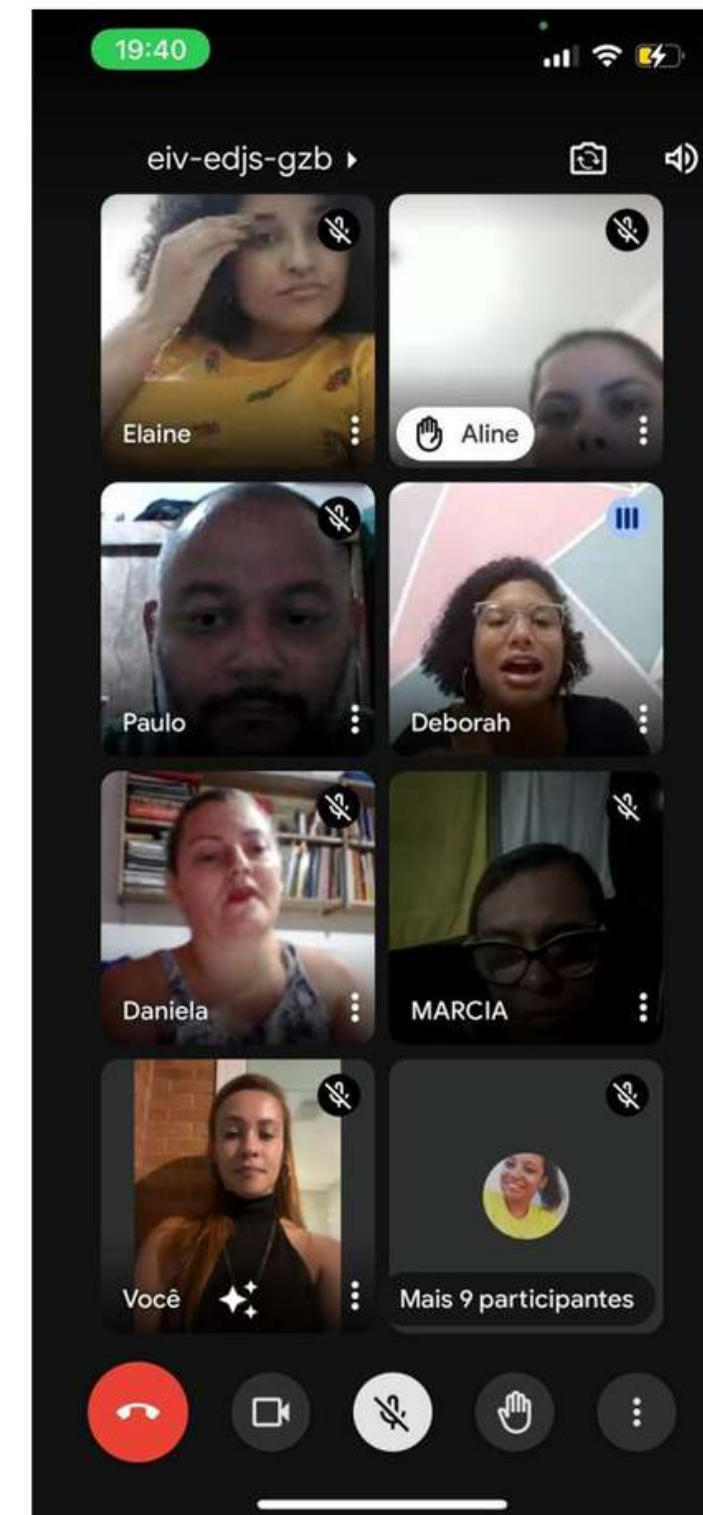 19:40
eiv-edjs-gzb
Elaine
Aline
Paulo
Deborah
Daniela
MARCIA
Você
Mais 9 participantes